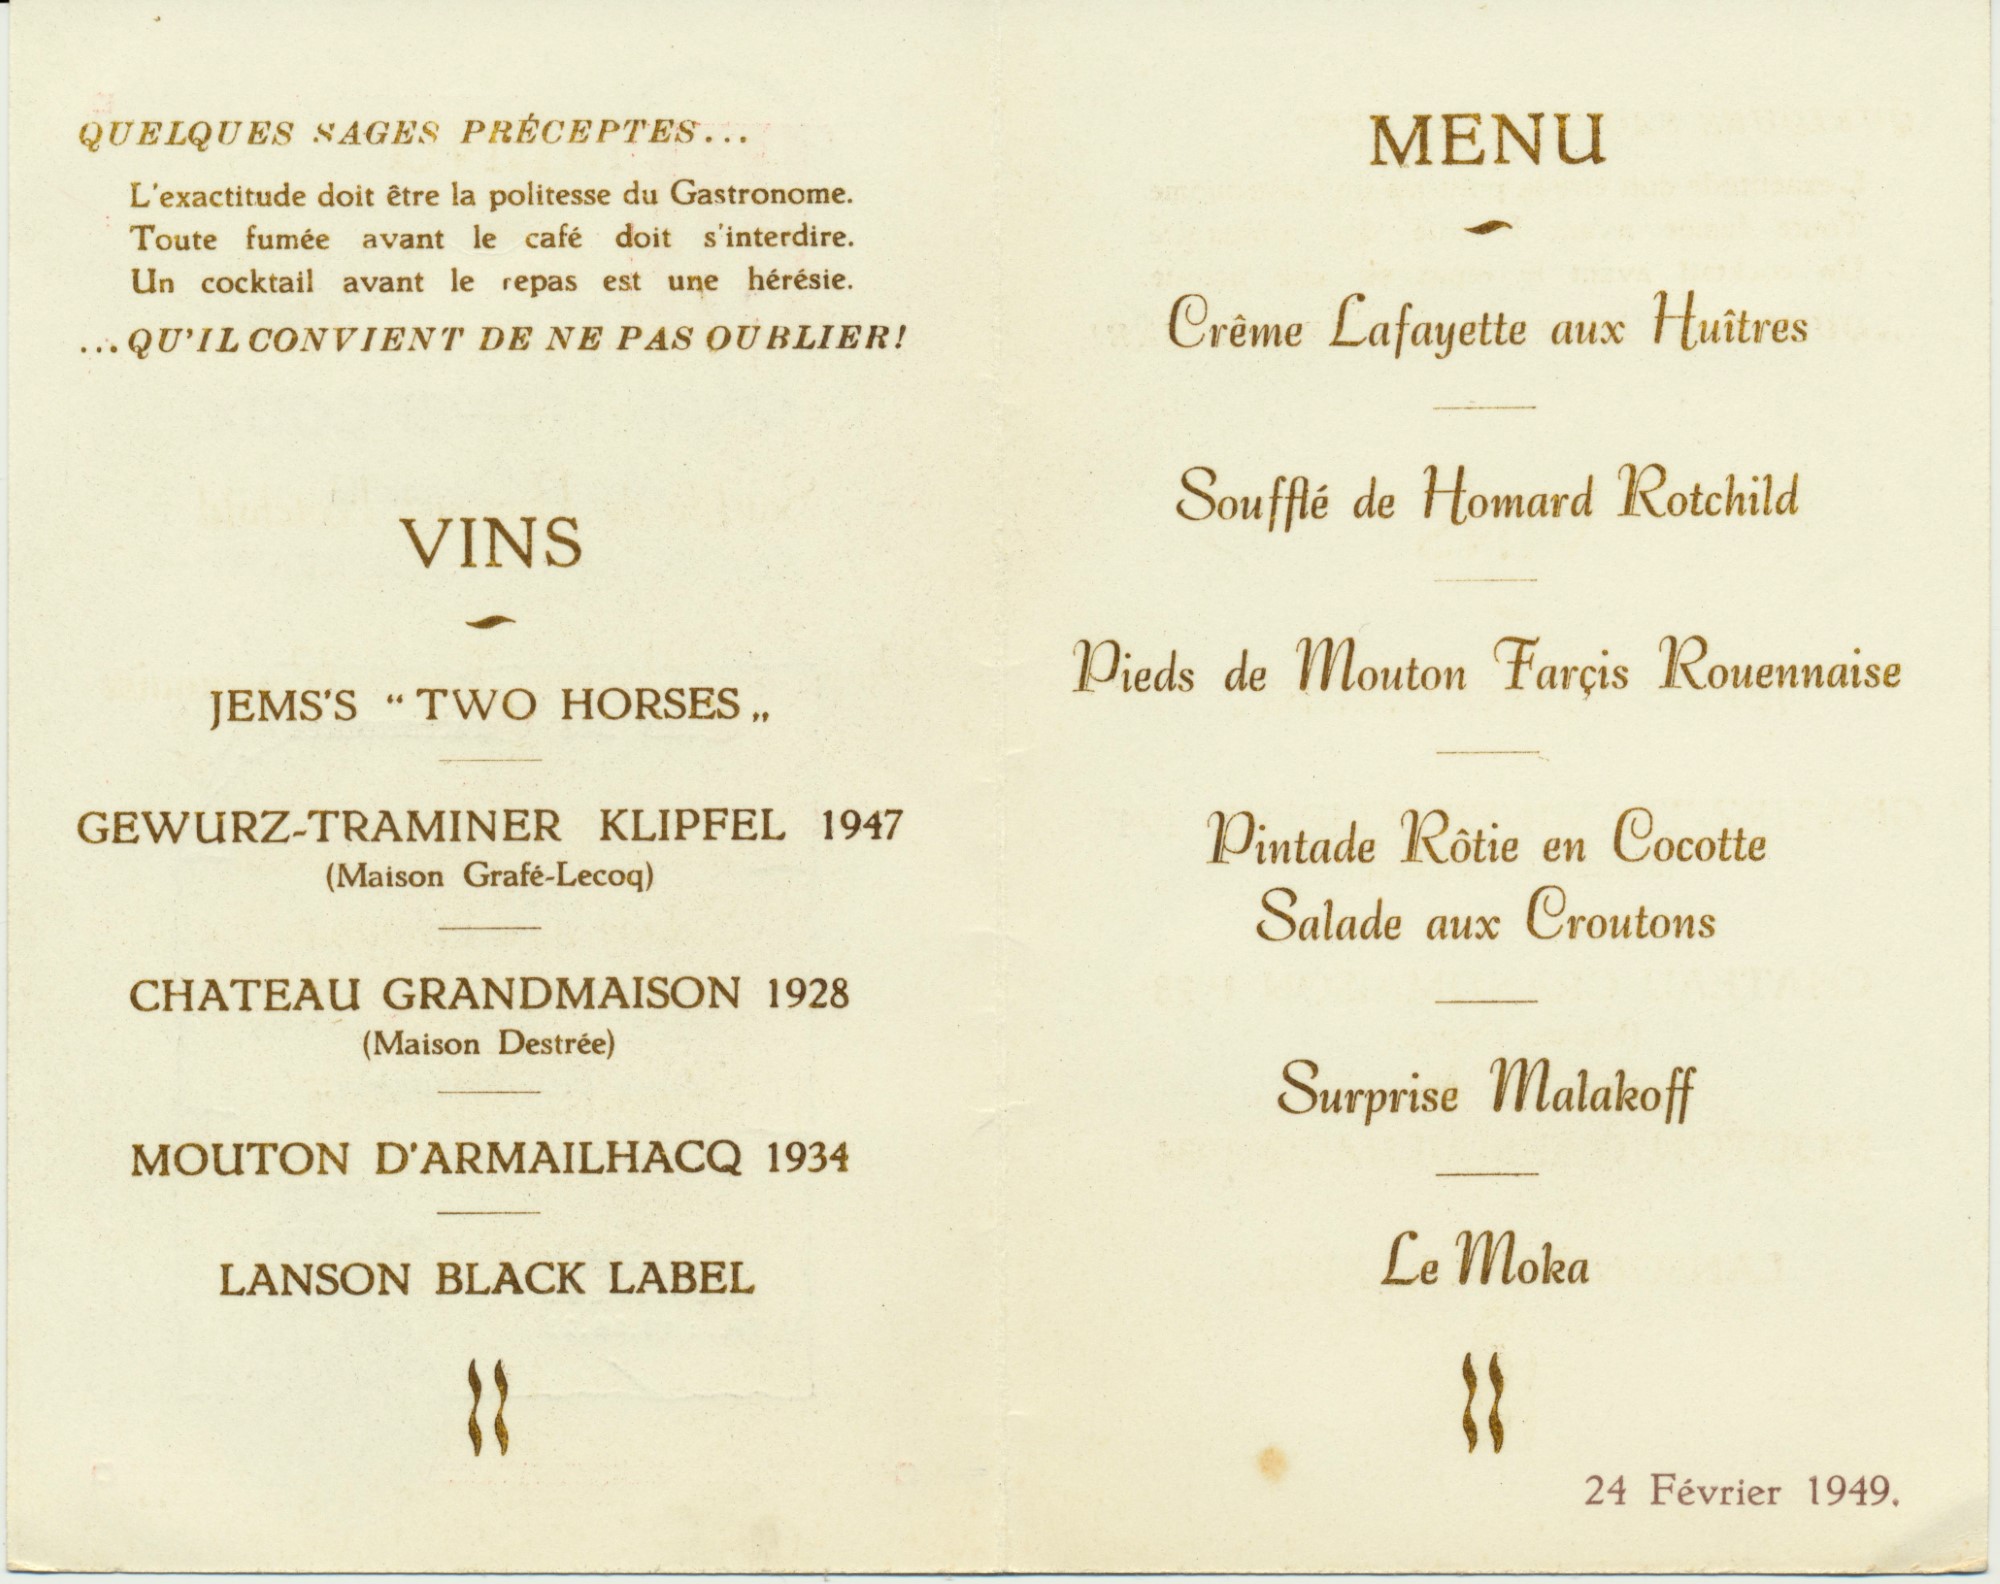 QUELQUES SAGES PRÉCEPTES...
L'exactitude doit être la politesse du Gastronome.
Toute fumée avant le café doit s'interdire.
Un cocktail avant le repas est une hérésie.
...QU'IL CONVIENT DE NE PAS OUBLIER!
VINS
JEMS'S “TWO HORSES„
GEWURZ-TRAMINER KLIPFEL 1947
(Maison Grafé-Lecoq)
CHATEAU GRANDMAISON 1928
(Maison Destrée)
MOUTON D'ARMAILHACQ 1934
LANSON BLACK LABEL
MENU
Crême Lafayette aux Huîtres
Soufflé de Homard Rotchild
Pieds de Mouton Farçis Rouennaise
Pintade Rôtie en Cocotte
Salade aux Croutons
Surprise Malakoff
Le Moka
24 Février 1949.